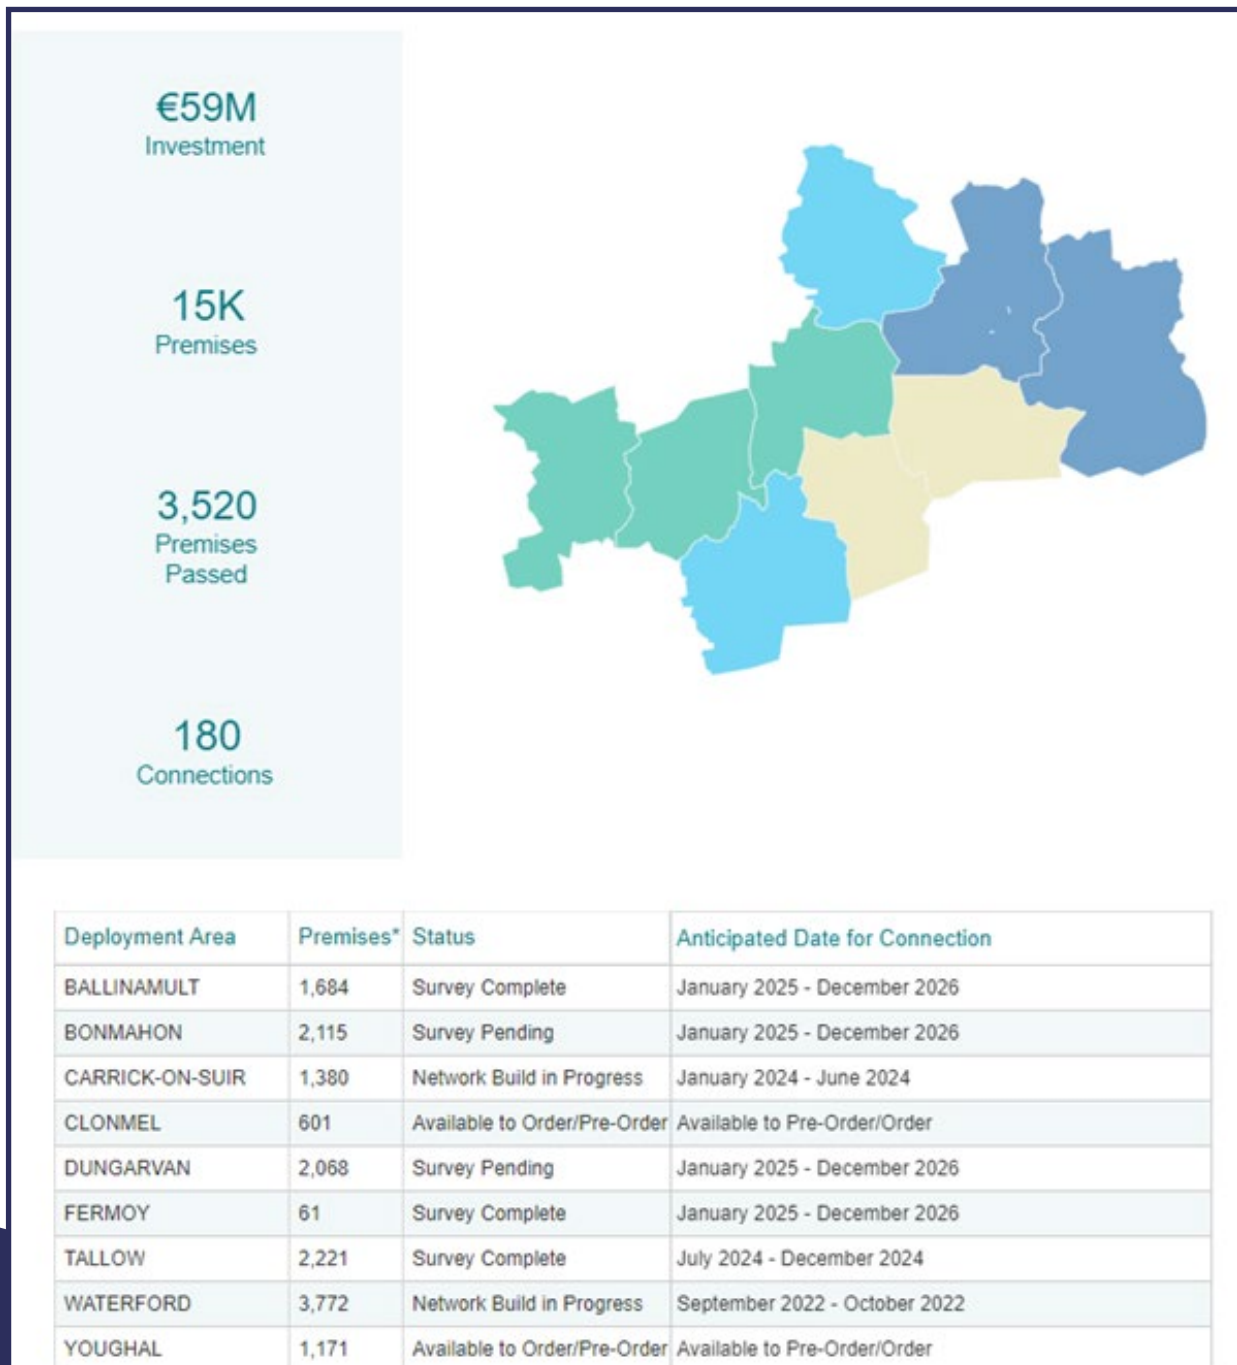 €59M
Investment
15K
Premises
3,520
Premises
Passed
180
Connections
Deployment Area Premises* Status Anticipated Date for Connection
BALLINAMULT 1,684 Survey Complete January 2025 - December 2026
BONMAHON 2,115 Survey Pending January 2025 - December 2026
CARRICK-ON-SUIR 1,380 Network Build in Progress January 2024 - June 2024
CLONMEL 601 Available to Order/Pre-Order Available to Pre-Order/Order
DUNGARVAN 2,068 Survey Pending January 2025 - December 2026
FERMOY 61 Survey Complete January 2025 - December 2026
TALLOW 2,221 Survey Complete July 2024 - December 2024
WATERFORD 3,772 Network Build in Progress September 2022 - October 2022
YOUGHAL 1,171 Available to Order/Pre-Order Available to Pre-Order/Order